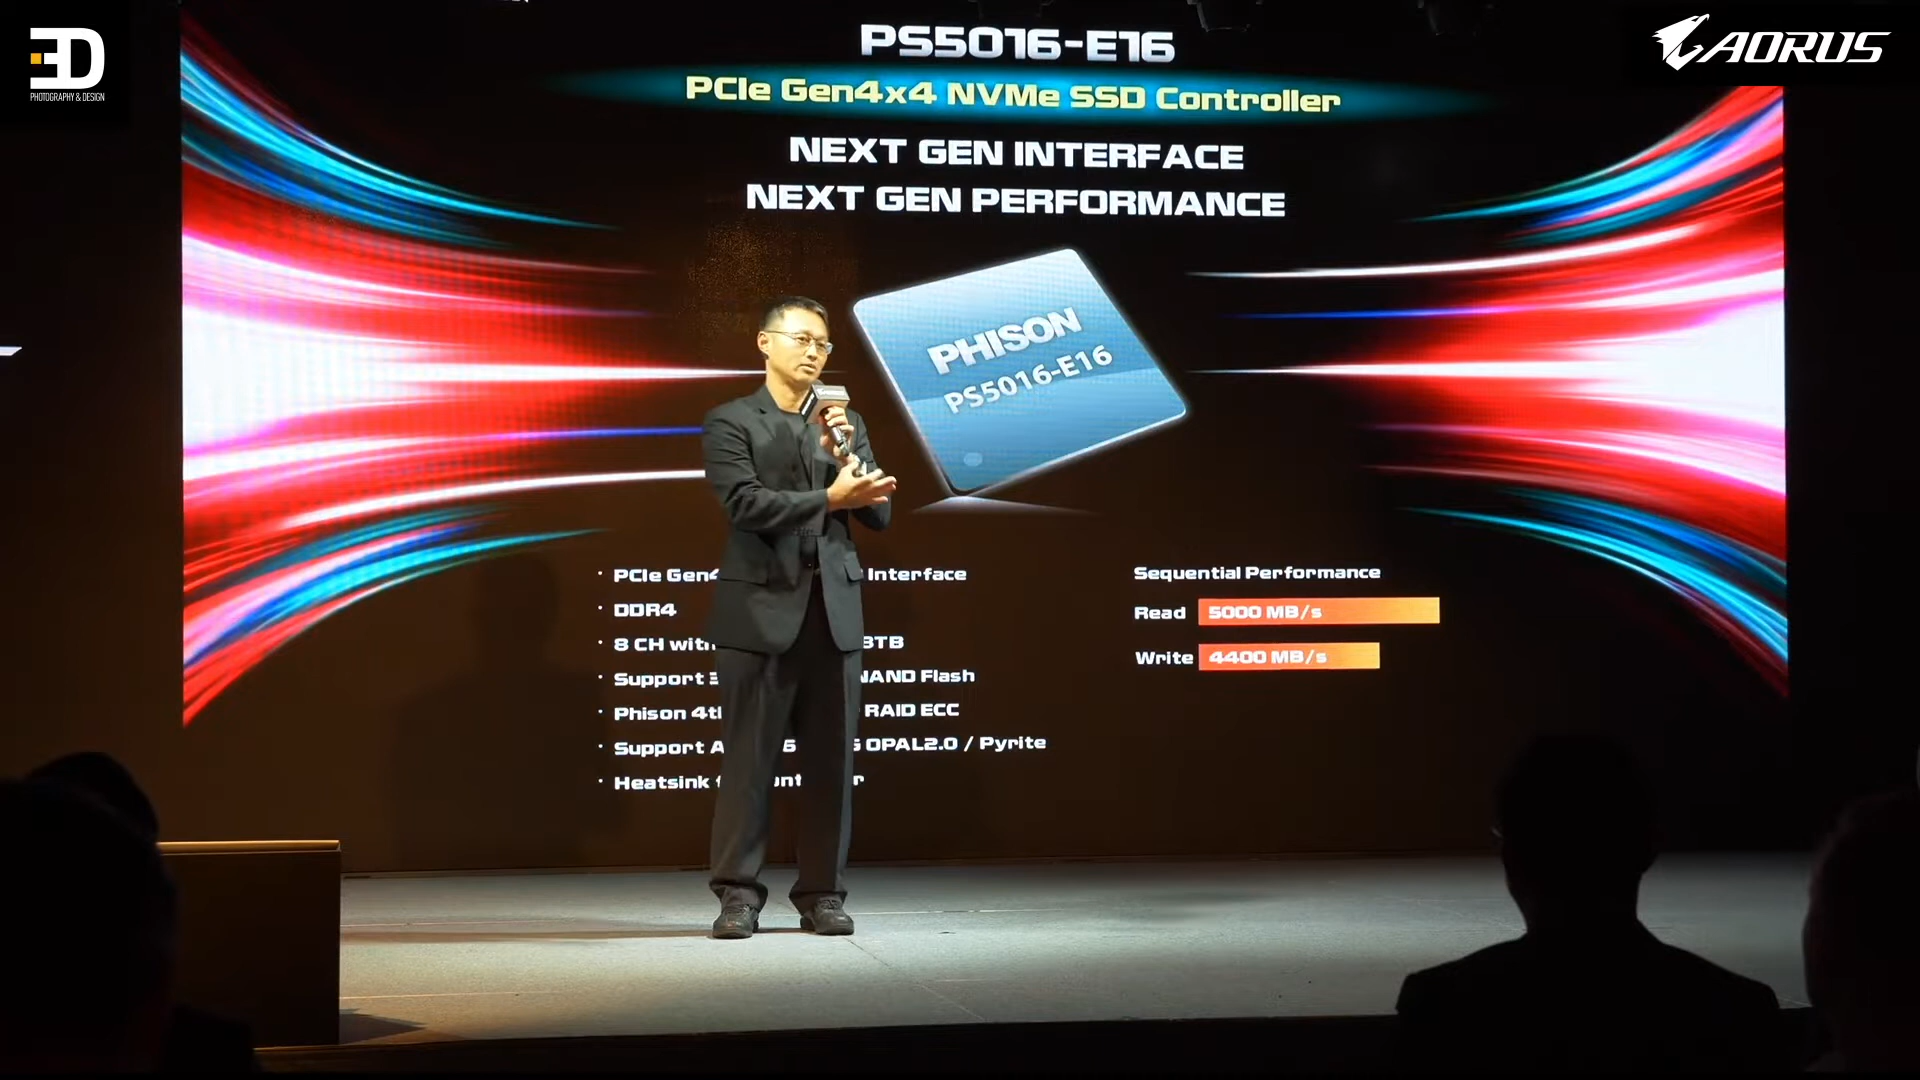 3D
PHOTOGRAPHY & DESIGN
AORUS
PS5016-E16
PCIe Gen4x4 NVMe SSD Controller
NEXT GEN INTERFACE
NEXT GEN PERFORMANCE
PHISON
PS5016-E16
· PCIe Gen4 Interface
· DDR4
· 8 CH with 8TB
· Support NAND Flash
· Phison RAID ECC
· Support OPAL2.0 / Pyrite
· Heatsink
Sequential Performance
Read 5000 MB/s
Write 4400 MB/s